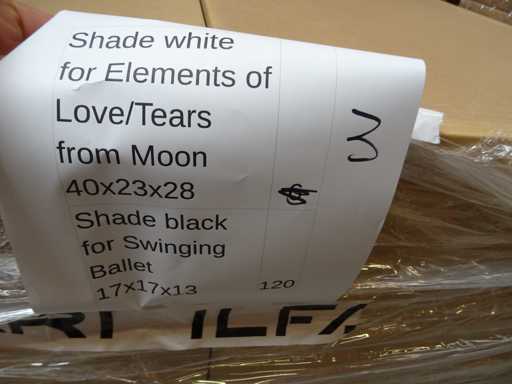 Shade white
for Elements of
Love/Tears
from Moon
40x23x28
3
Shade black
for Swinging
Ballet
17x17x13
120